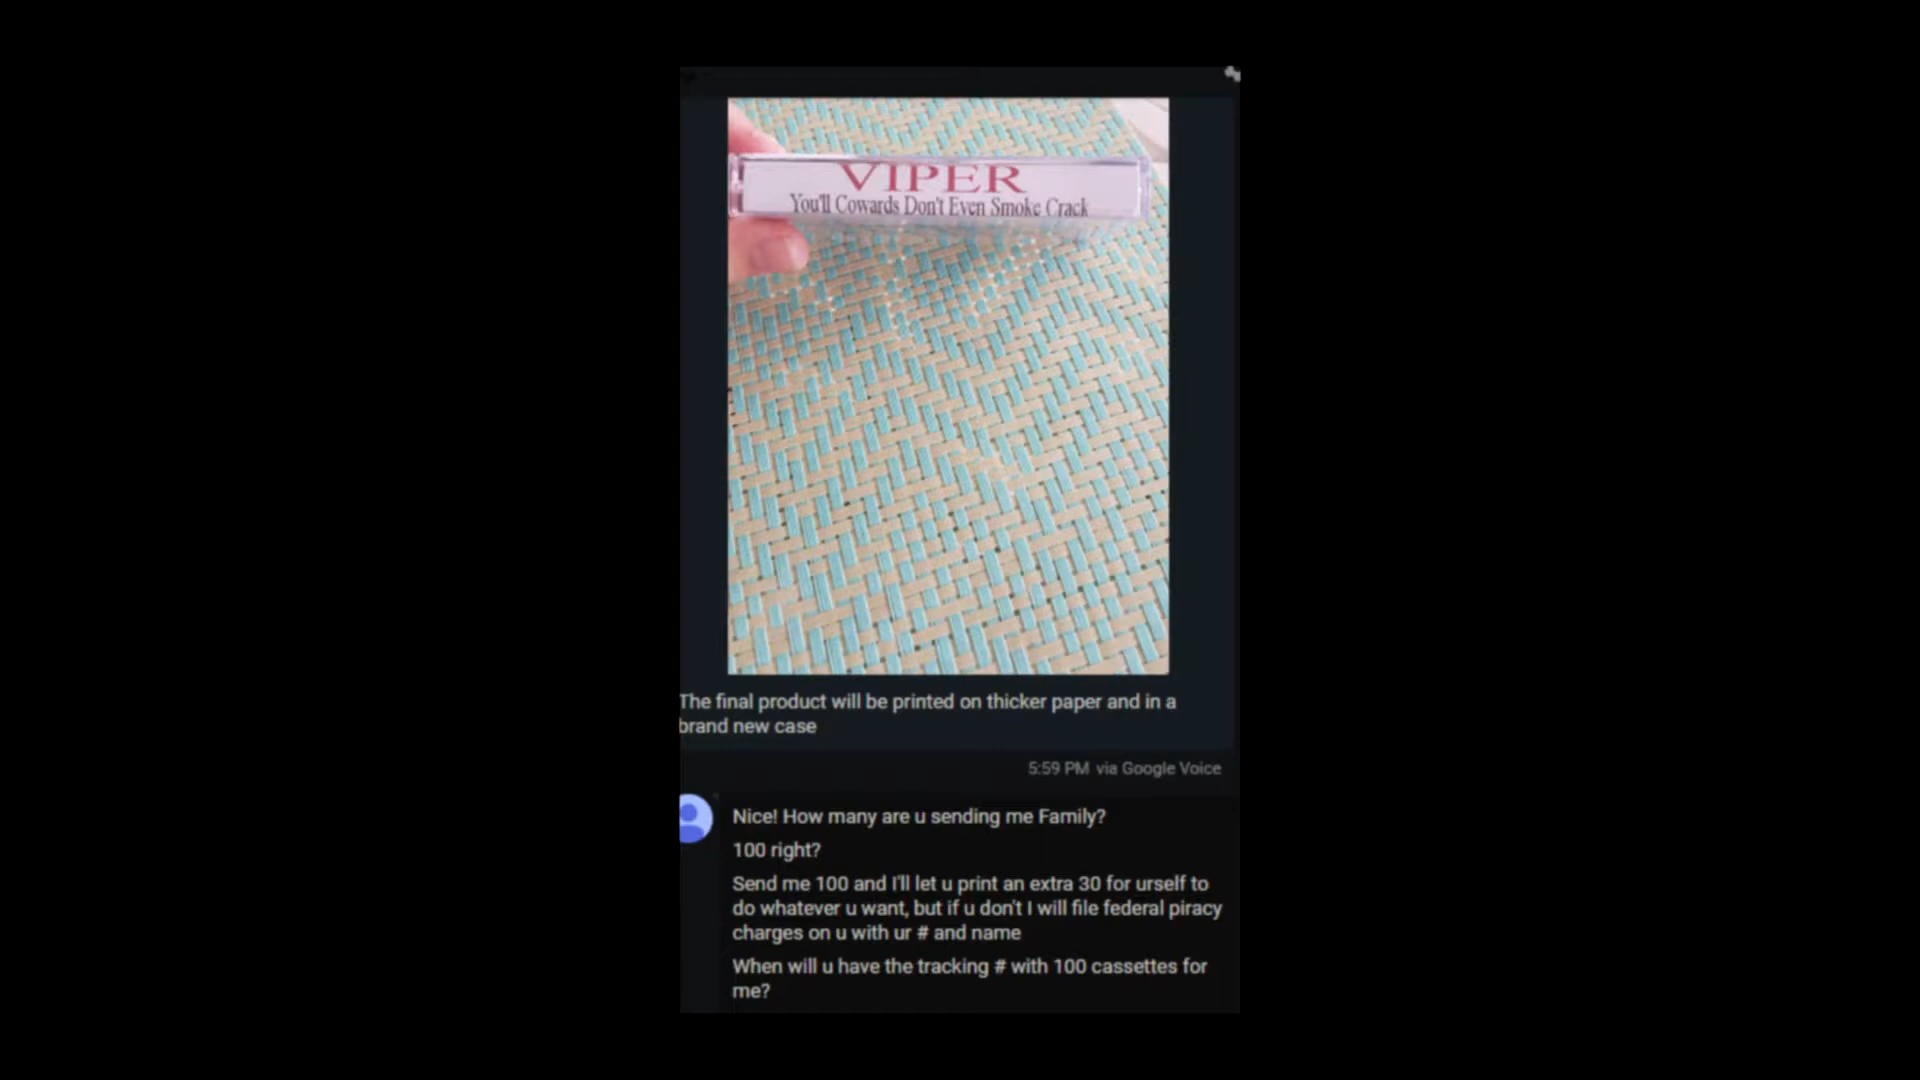 VIPER
You'll Cowards Don't Even Smoke Crack
The final product will be printed on thicker paper and in a
brand new case
5:59 PM via Google Voice
Nice! How many are u sending me Family?
100 right?
Send me 100 and I'll let u print an extra 30 for urself to
do whatever u want, but if u don't I will file federal piracy
charges on u with ur # and name
When will u have the tracking # with 100 cassettes for
me?